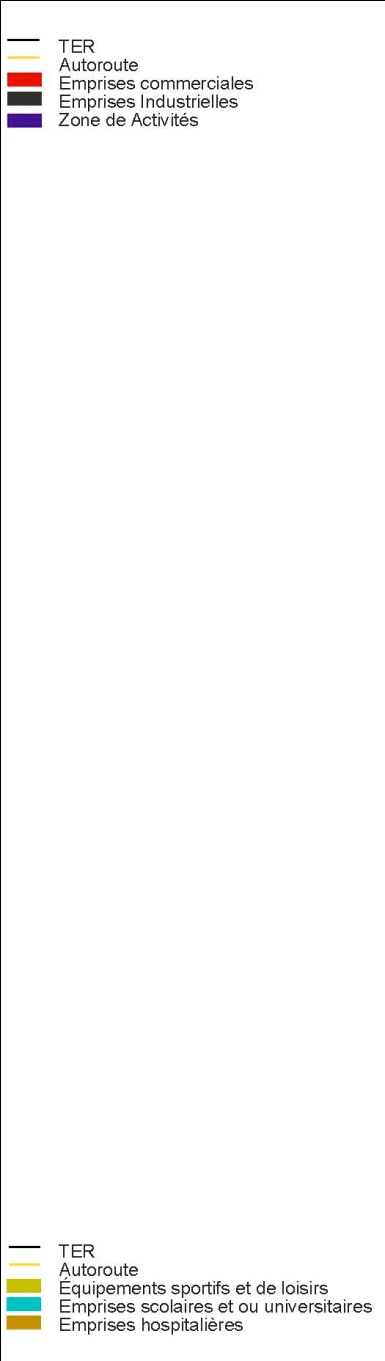 TER
Autoroute
Emprises commerciales
Emprises Industrielles
Zone de Activités
TER
Autoroute
Équipements sportifs et de loisirs
Emprises scolaires et ou universitaires
Emprises hospitalières